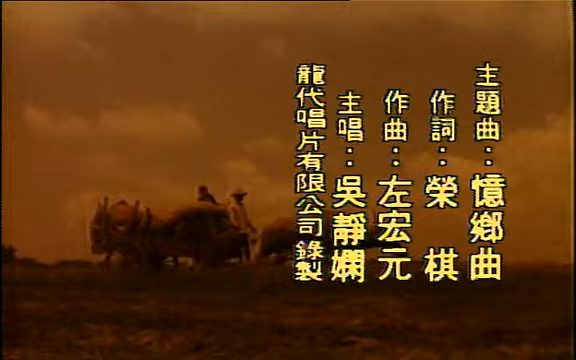 主題曲：憶鄉曲
作詞：榮棋
作曲：左宏元
主唱：吳靜嫻
龍代唱片有限公司錄製